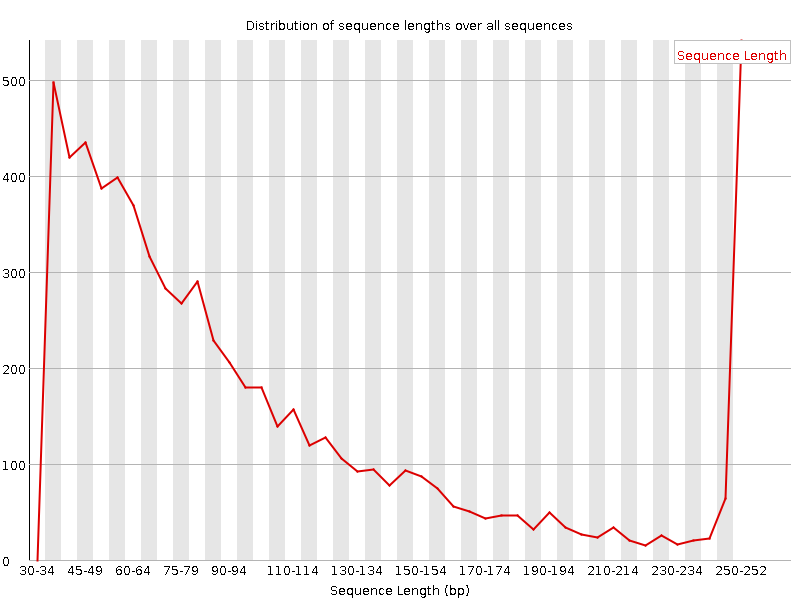 Distribution of sequence lengths over all sequences
Sequence Length
500
400
300
200
100
0
30-34 45-49 60-64 75-79 90-94 110-114 130-134 150-154 170-174 190-194 210-214 230-234 250-252
Sequence Length (bp)